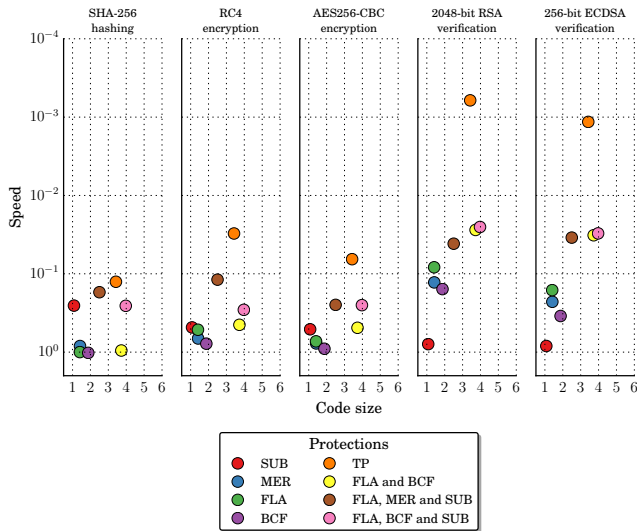 SHA-256
hashing
RC4
encryption
AES256-CBC
encryption
2048-bit RSA
verification
256-bit ECDSA
verification
10⁻⁴
10⁻³
10⁻²
10⁻¹
10⁰
Speed
1 2 3 4 5 6
1 2 3 4 5 6
1 2 3 4 5 6
1 2 3 4 5 6
1 2 3 4 5 6
Code size
Protections
SUB
MER
FLA
BCF
TP
FLA and BCF
FLA, MER and SUB
FLA, BCF and SUB